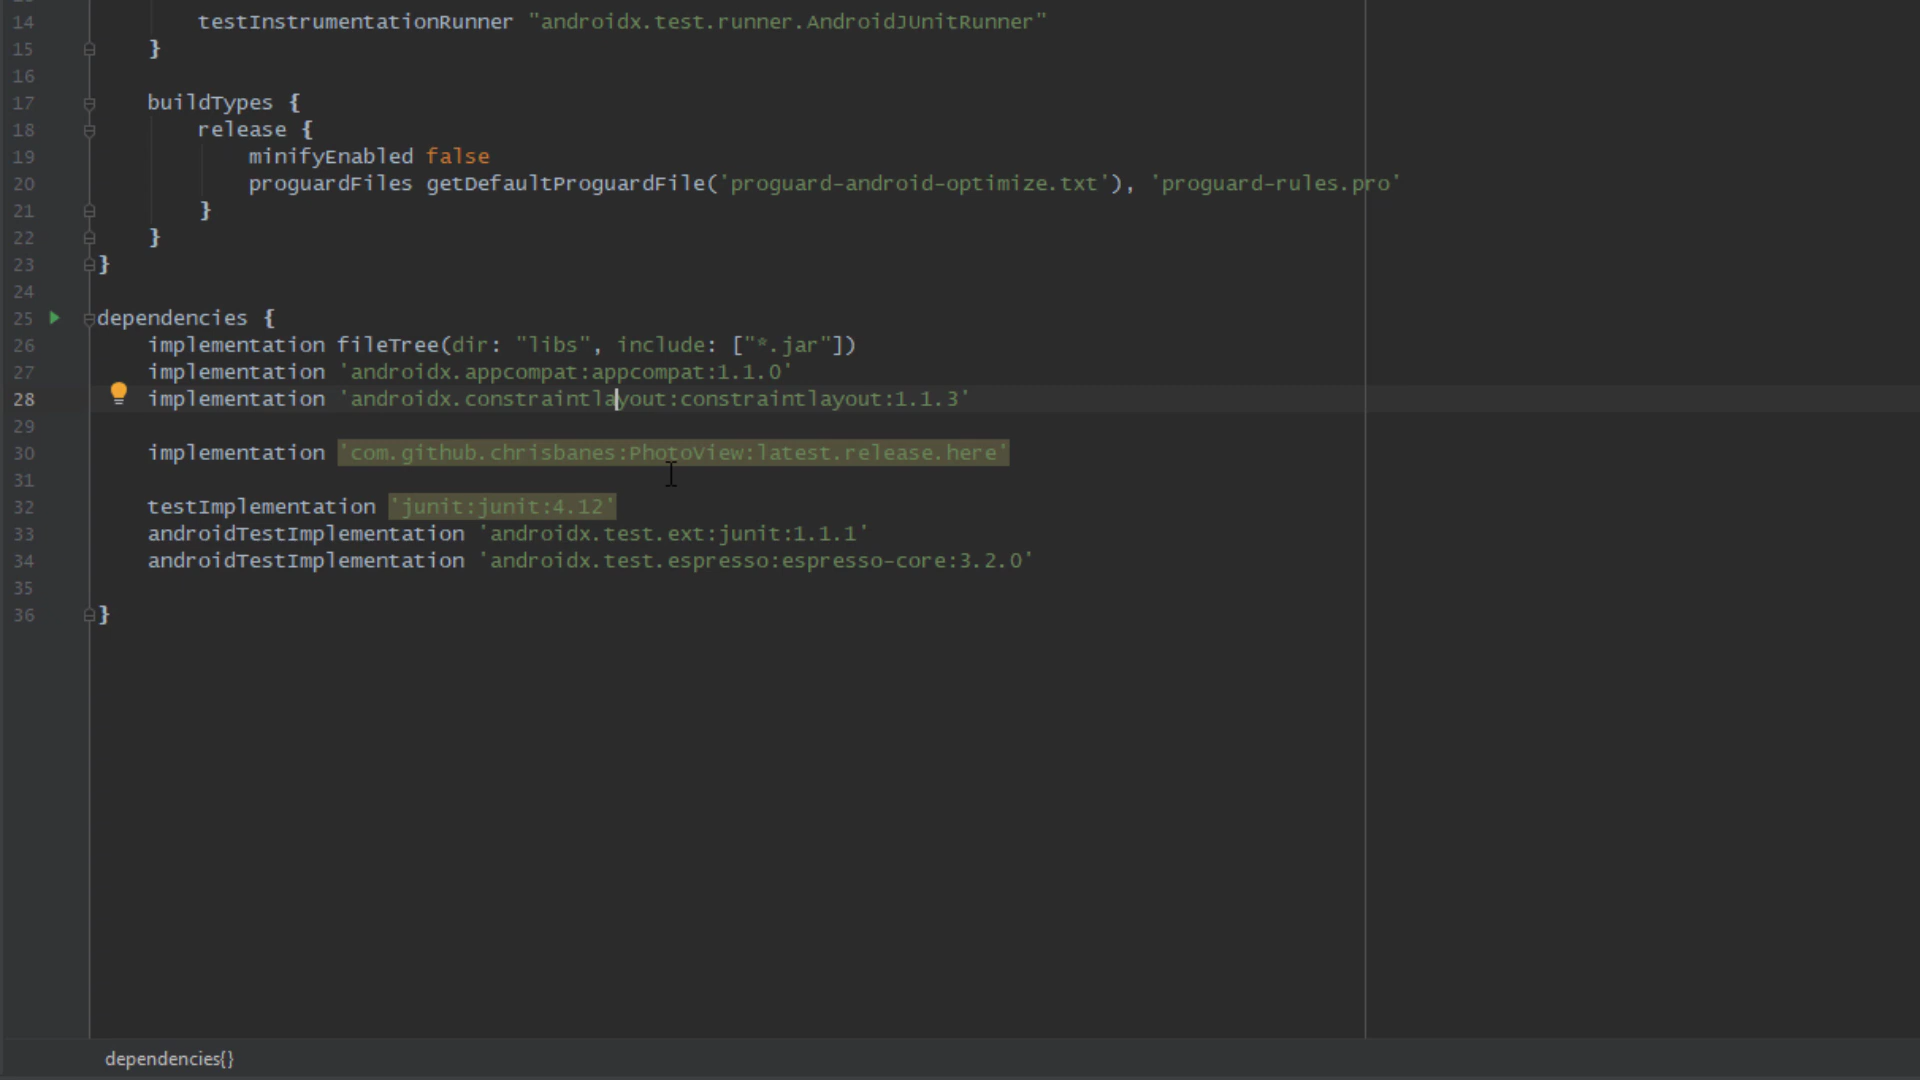 14 testInstrumentationRunner "androidx.test.runner.AndroidJUnitRunner"
15 }
16
17 buildTypes {
18 release {
19 minifyEnabled false
20 proguardFiles getDefaultProguardFile('proguard-android-optimize.txt'), 'proguard-rules.pro'
21 }
22 }
23 }
24
25 dependencies {
26 implementation fileTree(dir: "libs", include: ["*.jar"])
27 implementation 'androidx.appcompat:appcompat:1.1.0'
28 implementation 'androidx.constraintlayout:constraintlayout:1.1.3'
29
30 implementation 'com.github.chrisbanes:PhotoView:latest.release.here'
31
32 testImplementation 'junit:junit:4.12'
33 androidTestImplementation 'androidx.test.ext:junit:1.1.1'
34 androidTestImplementation 'androidx.test.espresso:espresso-core:3.2.0'
35
36 }
dependencies{}